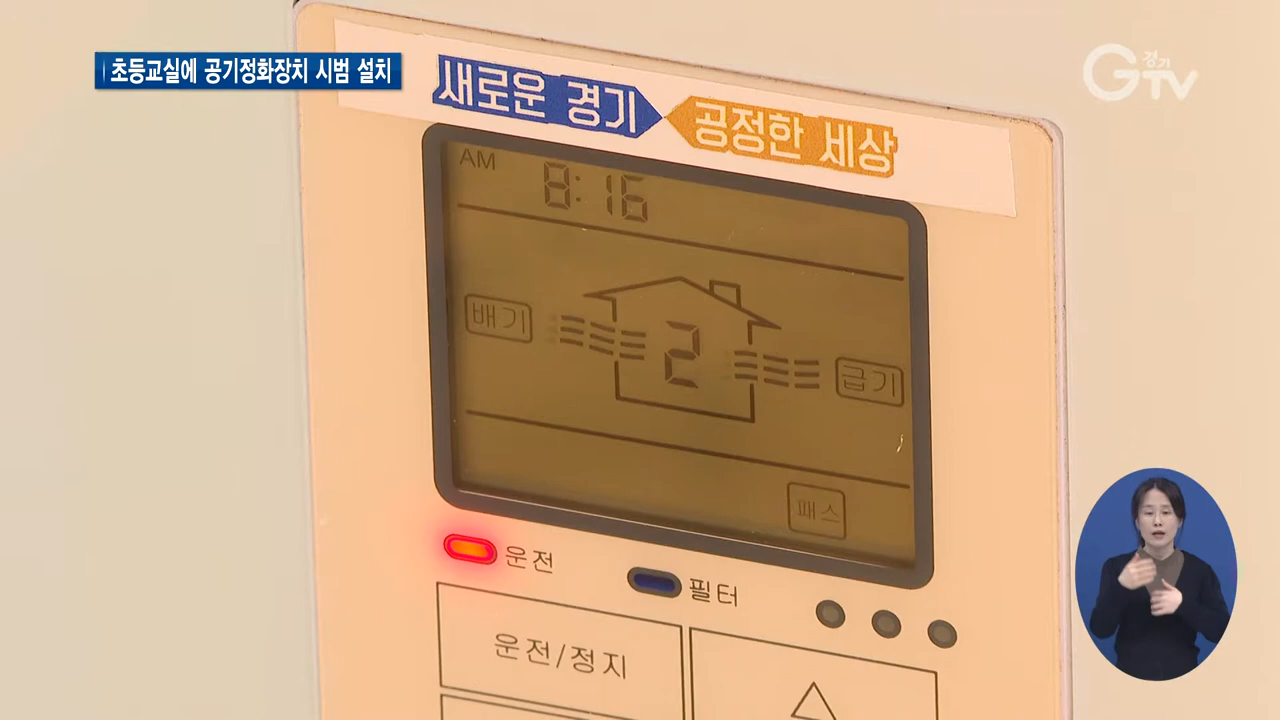 초등교실에 공기정화장치 시범 설치
경기
GTV
새로운 경기 공정한 세상
AM 8:16
배기 2 급기
패스
운전 필터
운전/정지